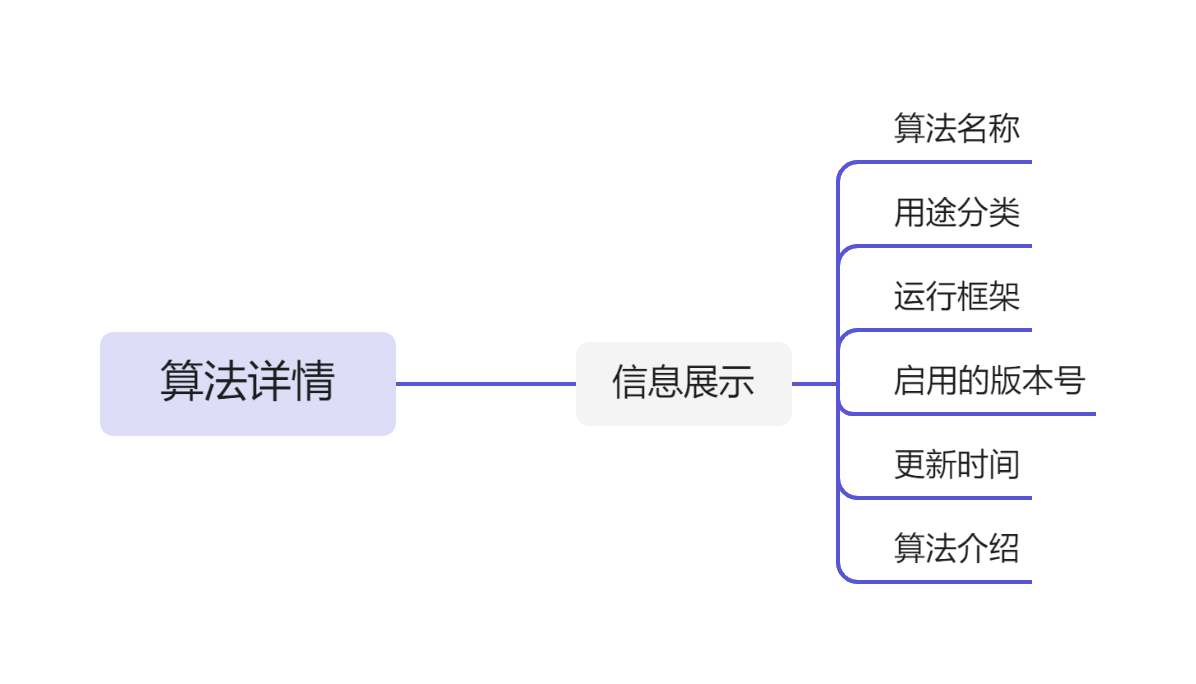 算法详情
信息展示
算法名称
用途分类
运行框架
启用的版本号
更新时间
算法介绍